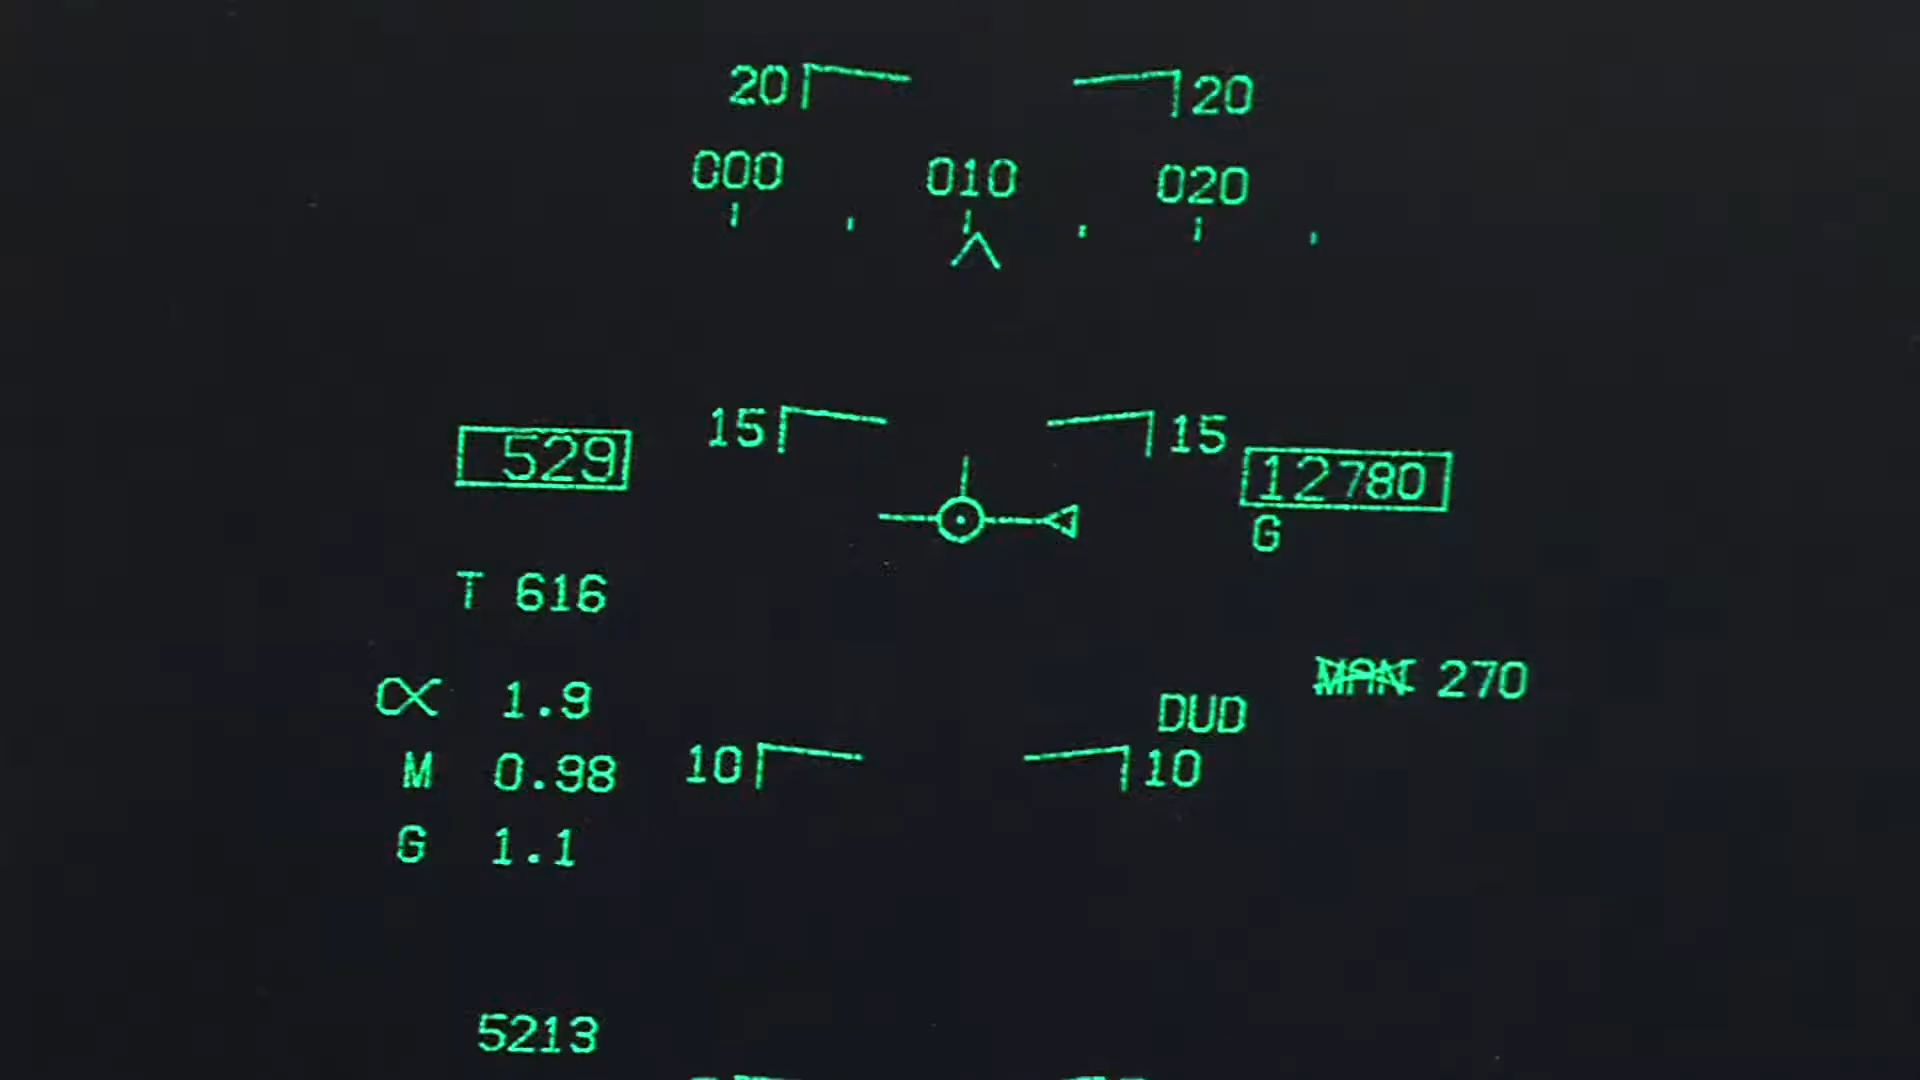 20 20
000 010 020
15 15
529 12780
G
T 616
MAN 270
α 1.9 DUD
M 0.98 10 10
G 1.1
5213